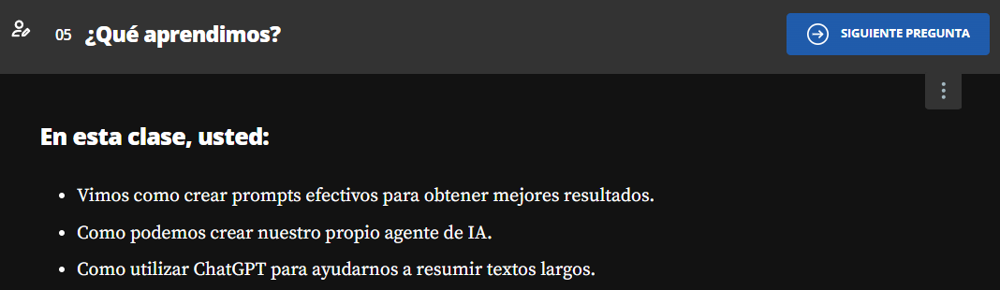 05 ¿Qué aprendimos?
SIGUIENTE PREGUNTA
En esta clase, usted:
• Vimos como crear prompts efectivos para obtener mejores resultados.
• Como podemos crear nuestro propio agente de IA.
• Como utilizar ChatGPT para ayudarnos a resumir textos largos.